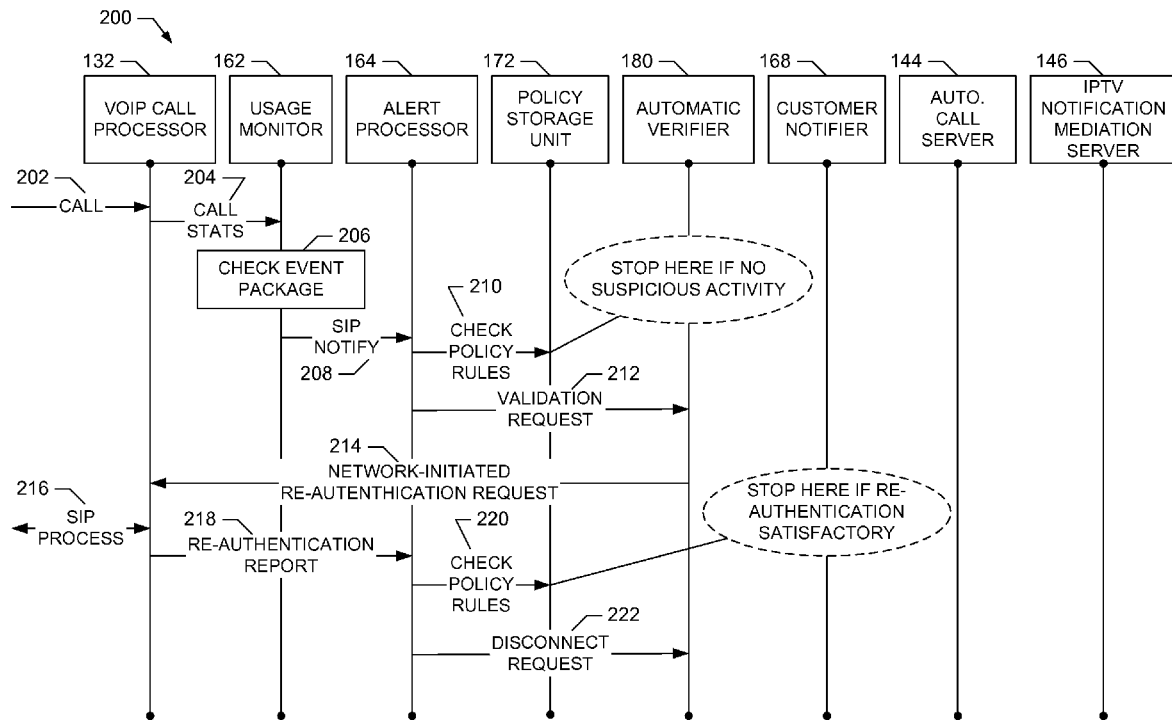 200
132
162
164
172
180
168
144
146
VOIP CALL
PROCESSOR
USAGE
MONITOR
ALERT
PROCESSOR
POLICY
STORAGE
UNIT
AUTOMATIC
VERIFIER
CUSTOMER
NOTIFIER
AUTO.
CALL
SERVER
IPTV
NOTIFICATION
MEDIATION
SERVER
202
CALL
204
CALL
STATS
206
CHECK EVENT
PACKAGE
STOP HERE IF NO
SUSPICIOUS ACTIVITY
SIP
NOTIFY
208
210
CHECK
POLICY
RULES
212
VALIDATION
REQUEST
214
NETWORK-INITIATED
RE-AUTENTHICATION REQUEST
216
SIP
PROCESS
218
RE-AUTHENTICATION
REPORT
220
CHECK
POLICY
RULES
STOP HERE IF RE-
AUTHENTICATION
SATISFACTORY
222
DISCONNECT
REQUEST